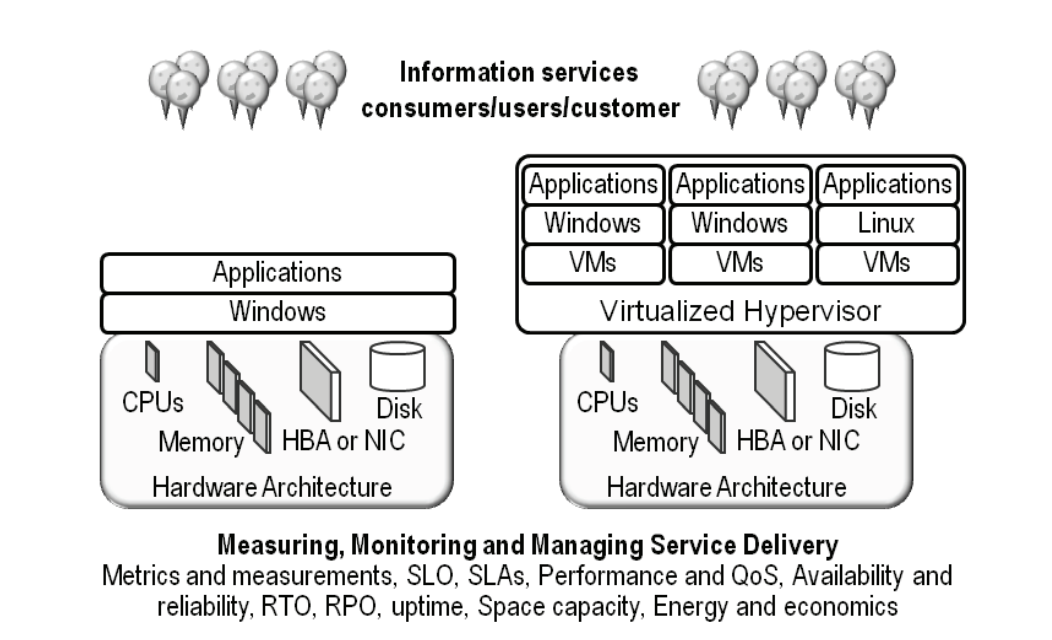 Information services
consumers/users/customer
Applications Applications Applications
Windows Windows Linux
VMs VMs VMs
Virtualized Hypervisor
Applications
Windows
CPUs
Memory
HBA or NIC
Disk
Hardware Architecture
CPUs
Memory
HBA or NIC
Disk
Hardware Architecture
Measuring, Monitoring and Managing Service Delivery
Metrics and measurements, SLO, SLAs, Performance and QoS, Availability and
reliability, RTO, RPO, uptime, Space capacity, Energy and economics